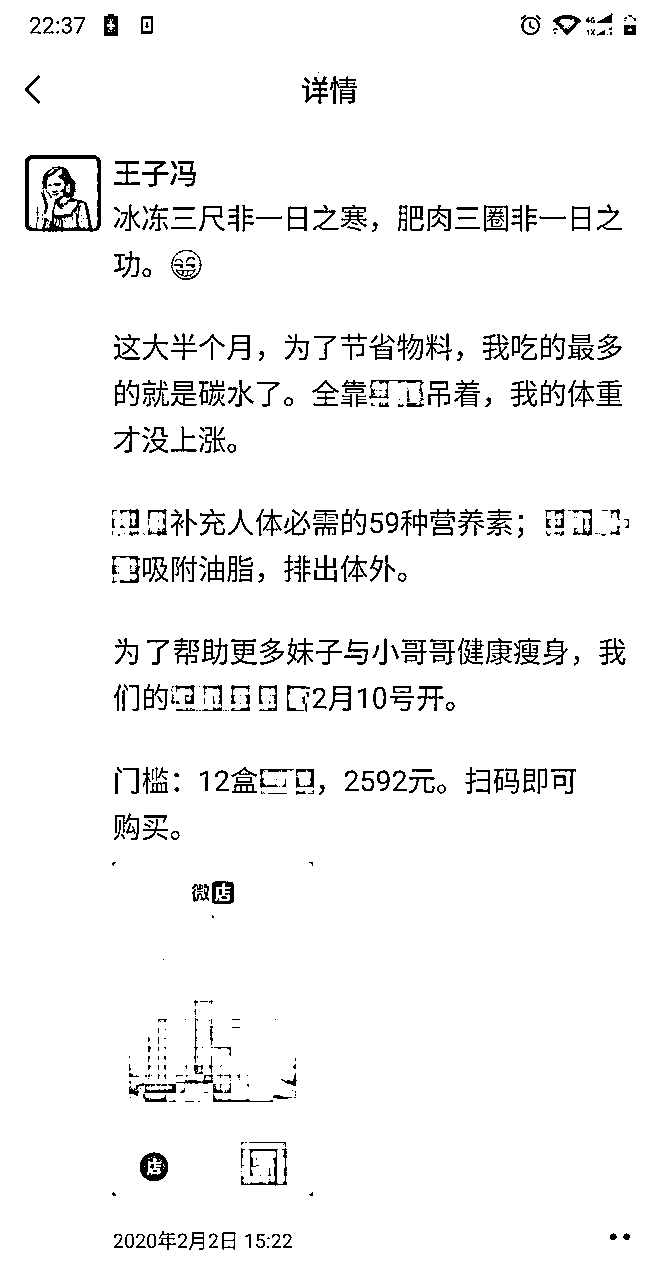 22:37
详情
王子冯
冰冻三尺非一日之寒，肥肉三圈非一日之
功。😁
这大半个月，为了节省物料，我吃的最多
的就是碳水了。全靠吊着，我的体重
才没上涨。
补充人体必需的59种营养素；
吸附油脂，排出体外。
为了帮助更多妹子与小哥哥健康瘦身，我
们的2月10号开。
门槛：12盒，2592元。扫码即可
购买。
微店
店
2020年2月2日 15:22